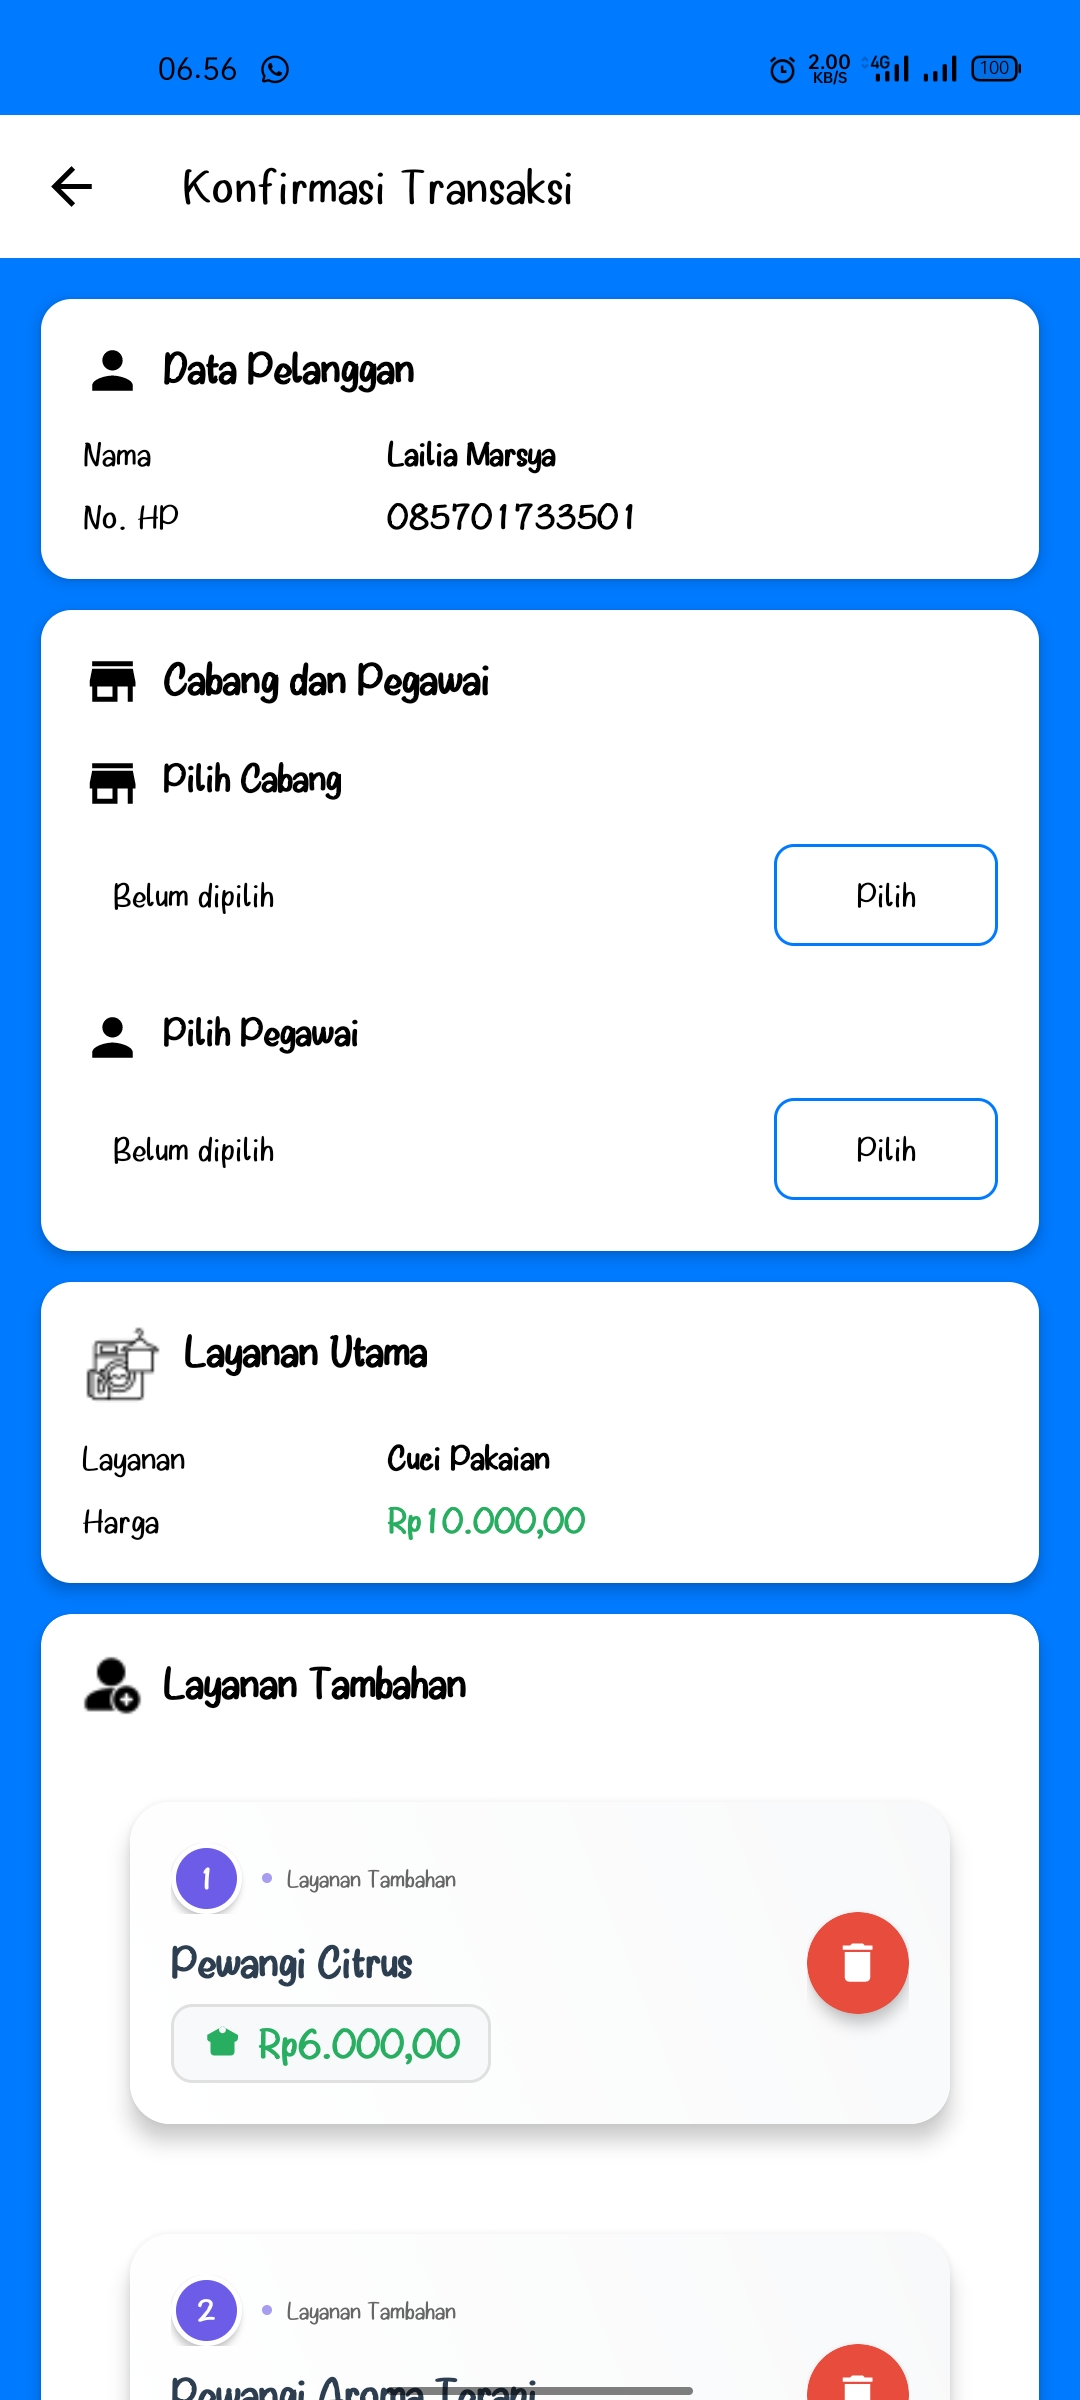 06.56
2.00
KB/S
4G
100
Konfirmasi Transaksi
Data Pelanggan
Nama Lailia Marsya
No. HP 085701733501
Cabang dan Pegawai
Pilih Cabang
Belum dipilih Pilih
Pilih Pegawai
Belum dipilih Pilih
Layanan Utama
Layanan Cuci Pakaian
Harga Rp10.000,00
Layanan Tambahan
1 Layanan Tambahan
Pewangi Citrus
Rp6.000,00
2 Layanan Tambahan
Pewangi Aroma Terapi